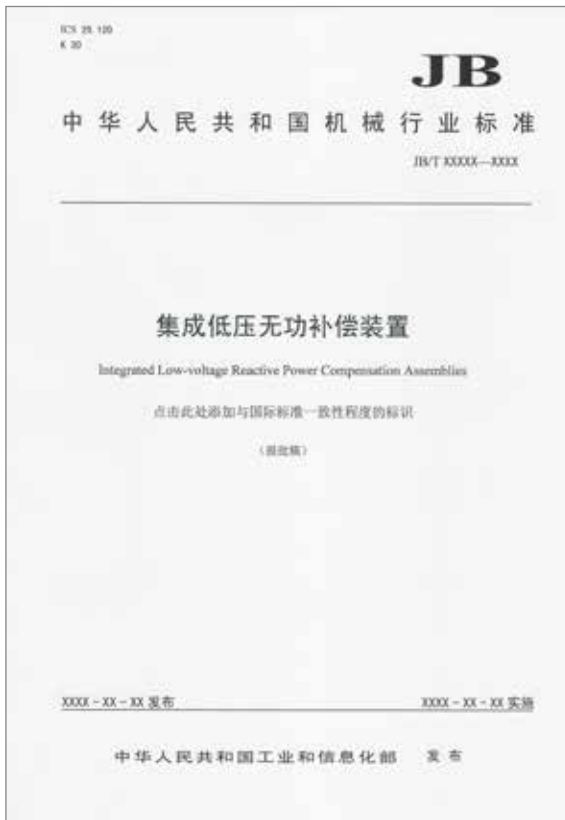 ICS 29.120
K 30
JB
中华人民共和国机械行业标准
JB/T XXXXX—XXXX
集成低压无功补偿装置
Integrated Low-voltage Reactive Power Compensation Assemblies
点击此处添加与国际标准一致性程度的标识
（报批稿）
XXXX-XX-XX 发布
XXXX-XX-XX 实施
中华人民共和国工业和信息化部 发布